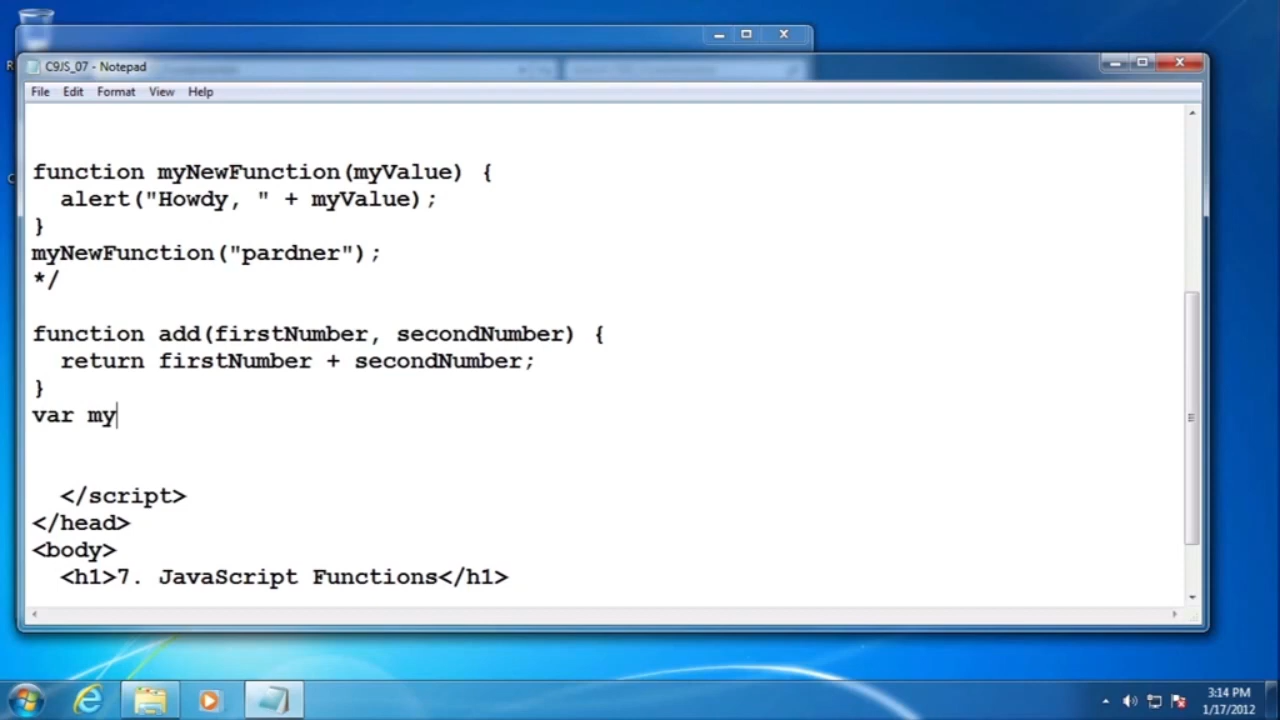 C9JS_07 - Notepad
File Edit Format View Help
function myNewFunction(myValue) {
alert("Howdy, " + myValue);
}
myNewFunction("pardner");
*/
function add(firstNumber, secondNumber) {
return firstNumber + secondNumber;
}
var my
</script>
</head>
<body>
<h1>7. JavaScript Functions</h1>
3:14 PM
1/17/2012